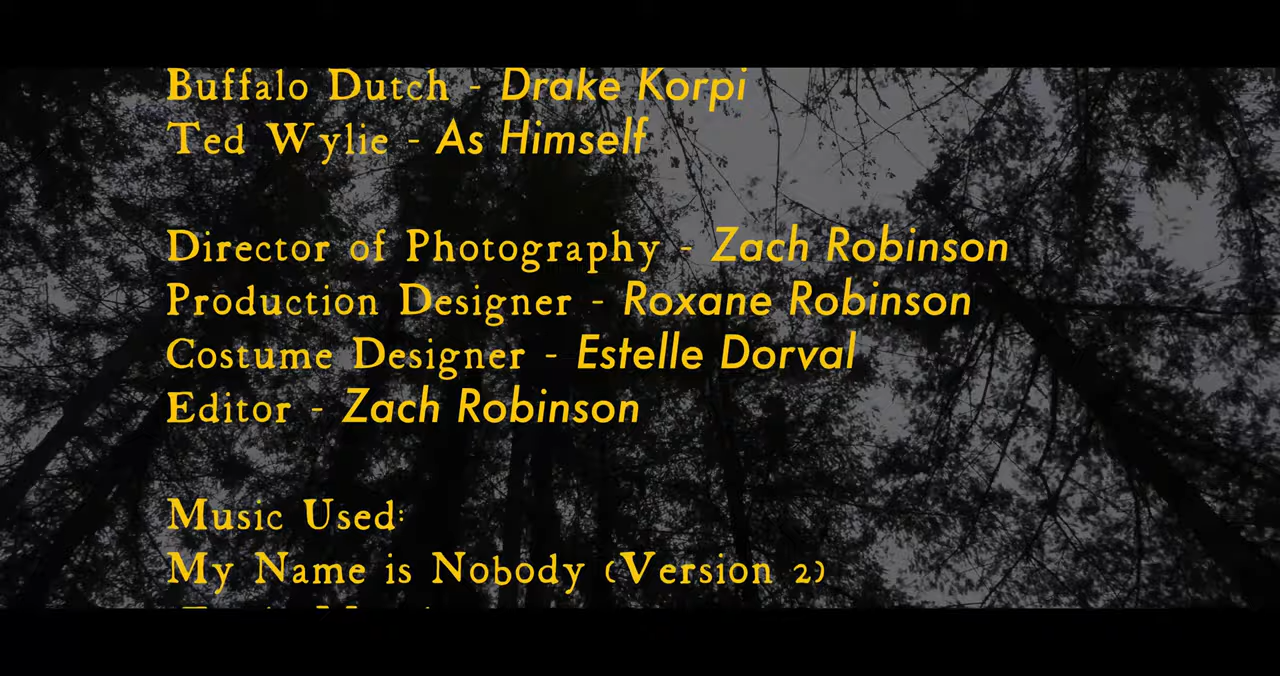 Buffalo Dutch - Drake Korpi
Ted Wylie - As Himself
Director of Photography - Zach Robinson
Production Designer - Roxane Robinson
Costume Designer - Estelle Dorval
Editor - Zach Robinson
Music Used:
My Name is Nobody (Version 2)